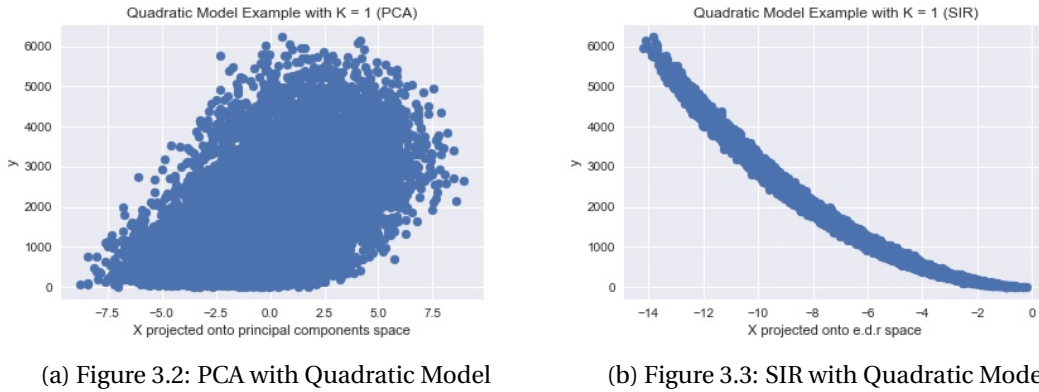 Quadratic Model Example with K = 1 (PCA)
6000
5000
4000
3000
2000
1000
0
y
−7.5 −5.0 −2.5 0.0 2.5 5.0 7.5
X projected onto principal components space
(a) Figure 3.2: PCA with Quadratic Model
Quadratic Model Example with K = 1 (SIR)
6000
5000
4000
3000
2000
1000
0
y
−14 −12 −10 −8 −6 −4 −2 0
X projected onto e.d.r space
(b) Figure 3.3: SIR with Quadratic Mode